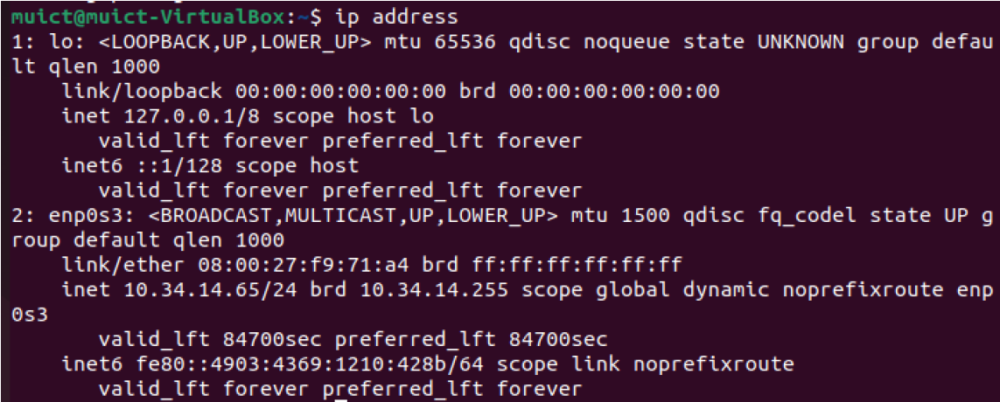 muict@muict-VirtualBox:~$ ip address
1: lo: <LOOPBACK,UP,LOWER_UP> mtu 65536 qdisc noqueue state UNKNOWN group defau
lt qlen 1000
    link/loopback 00:00:00:00:00:00 brd 00:00:00:00:00:00
    inet 127.0.0.1/8 scope host lo
       valid_lft forever preferred_lft forever
    inet6 ::1/128 scope host
       valid_lft forever preferred_lft forever
2: enp0s3: <BROADCAST,MULTICAST,UP,LOWER_UP> mtu 1500 qdisc fq_codel state UP g
roup default qlen 1000
    link/ether 08:00:27:f9:71:a4 brd ff:ff:ff:ff:ff:ff
    inet 10.34.14.65/24 brd 10.34.14.255 scope global dynamic noprefixroute enp
0s3
       valid_lft 84700sec preferred_lft 84700sec
    inet6 fe80::4903:4369:1210:428b/64 scope link noprefixroute
       valid_lft forever preferred_lft forever